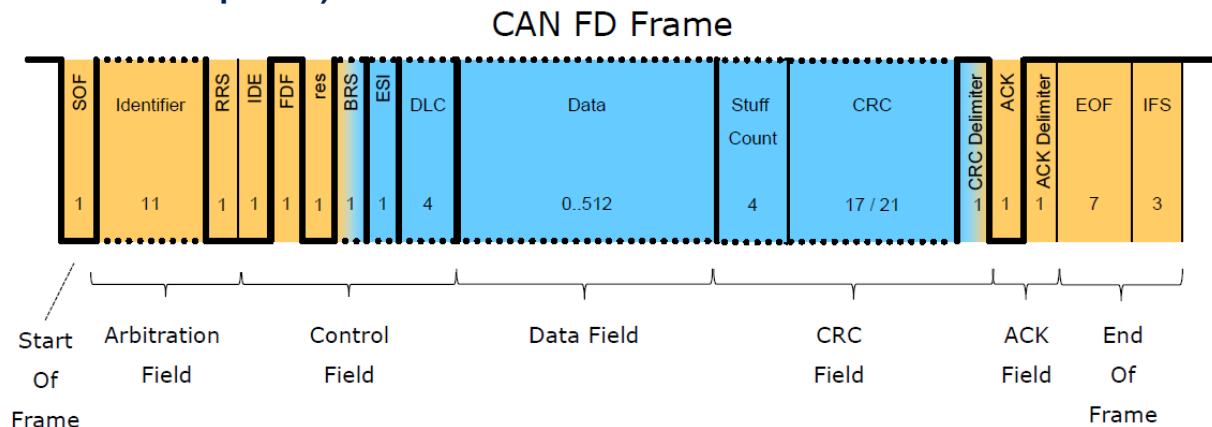 CAN FD Frame
SOF
Identifier
RRS
IDE
FDF
res
BRS
ESI
DLC
Data
Stuff
Count
CRC
CRC Delimiter
ACK
ACK Delimiter
EOF
IFS
1
11
1
1
1
1
1
1
4
0..512
4
17 / 21
1
1
1
7
3
Start
Of
Frame
Arbitration
Field
Control
Field
Data Field
CRC
Field
ACK
Field
End
Of
Frame